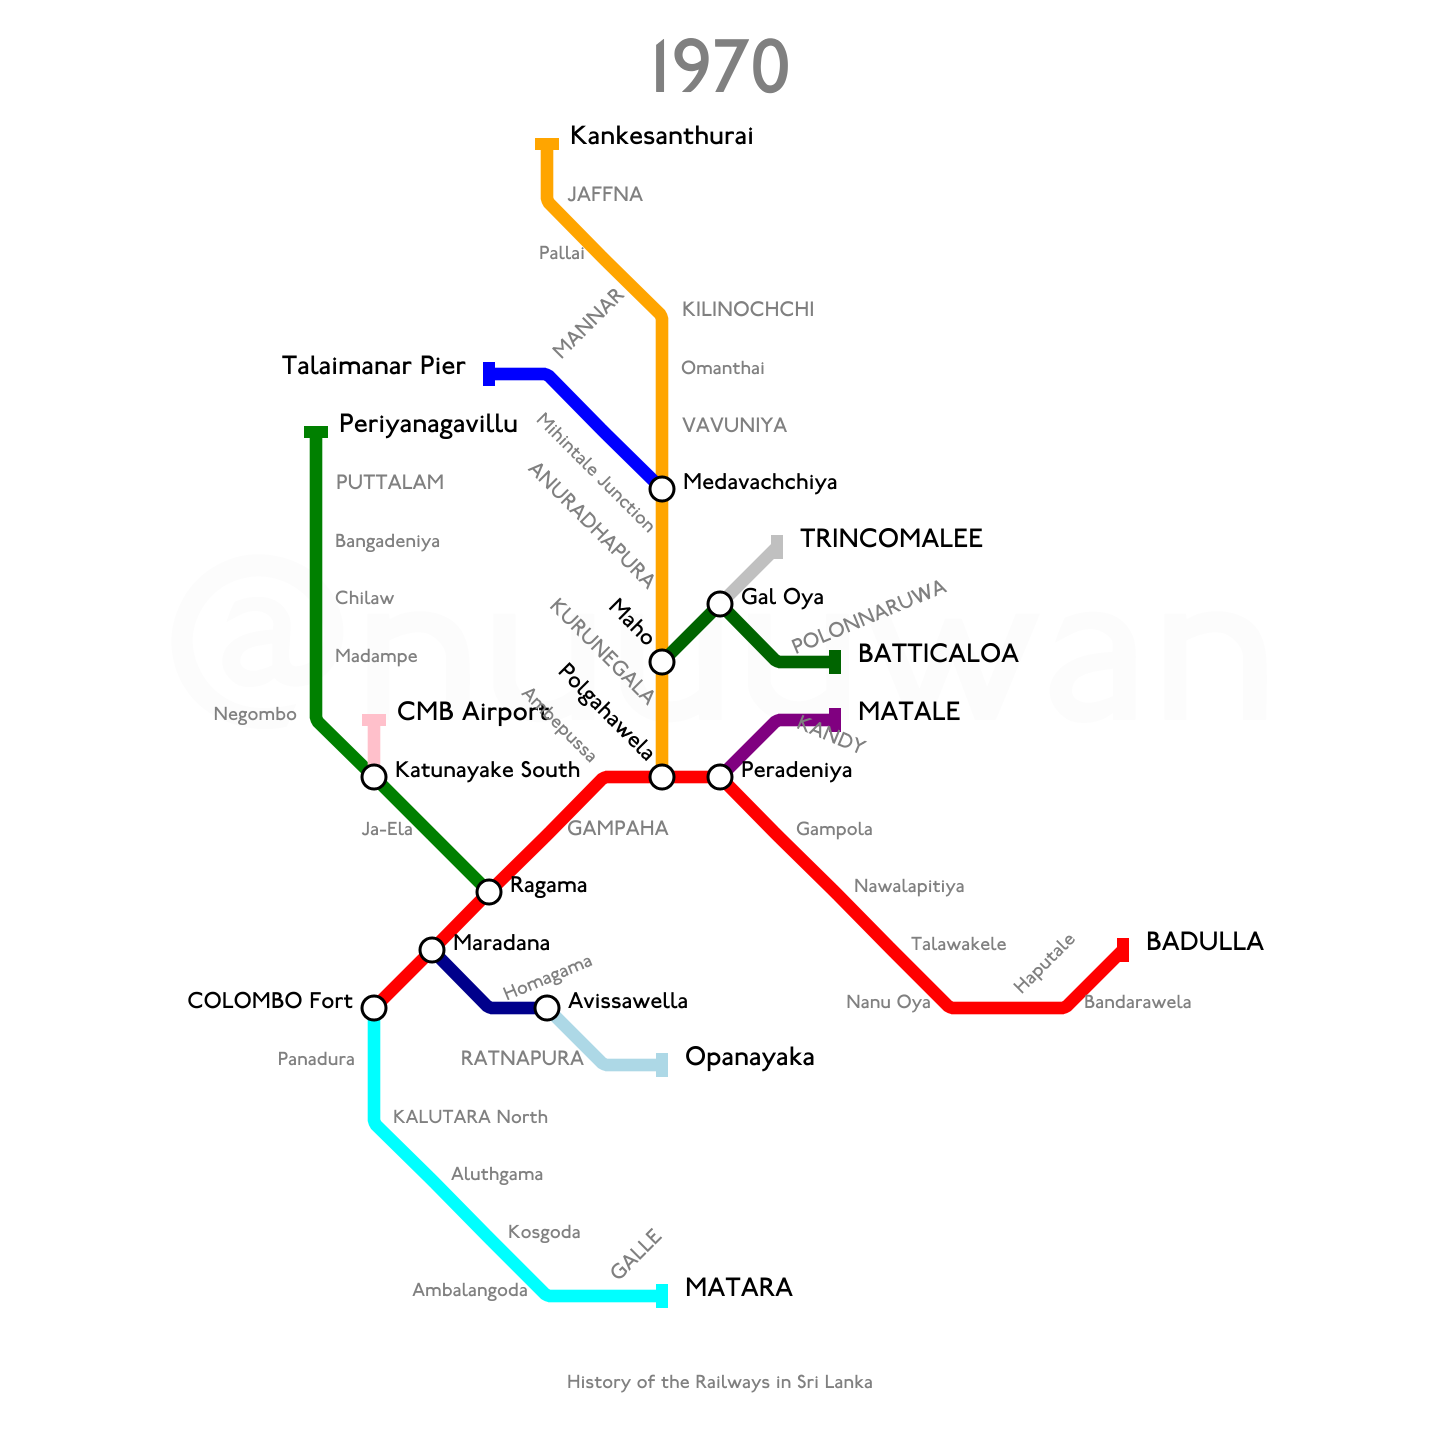 1970
Kankesanthurai
JAFFNA
Pallai
MANNAR
KILINOCHCHI
Talaimanar Pier
Omanthai
Periyanagavillu
VAVUNIYA
Mihintale Junction
PUTTALAM
Medavachchiya
ANURADHAPURA
Bangadeniya
TRINCOMALEE
Chilaw
Gal Oya
POLONNARUWA
Maho
KURUNEGALA
Madampe
BATTICALOA
Polgahawela
Negombo
CMB Airport
Ambepussa
MATALE
KANDY
Katunayake South
Peradeniya
Ja-Ela
GAMPAHA
Gampola
Ragama
Nawalapitiya
Maradana
Talawakele
Haputale
BADULLA
Homagama
COLOMBO Fort
Avissawella
Nanu Oya
Bandarawela
Panadura
RATNAPURA
Opanayaka
KALUTARA North
Aluthgama
Kosgoda
GALLE
Ambalangoda
MATARA
History of the Railways in Sri Lanka